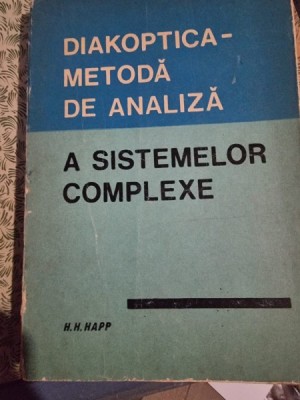 DIAKOPTICA-
METODĂ
DE ANALIZĂ
A SISTEMELOR
COMPLEXE
H.H.HAPP